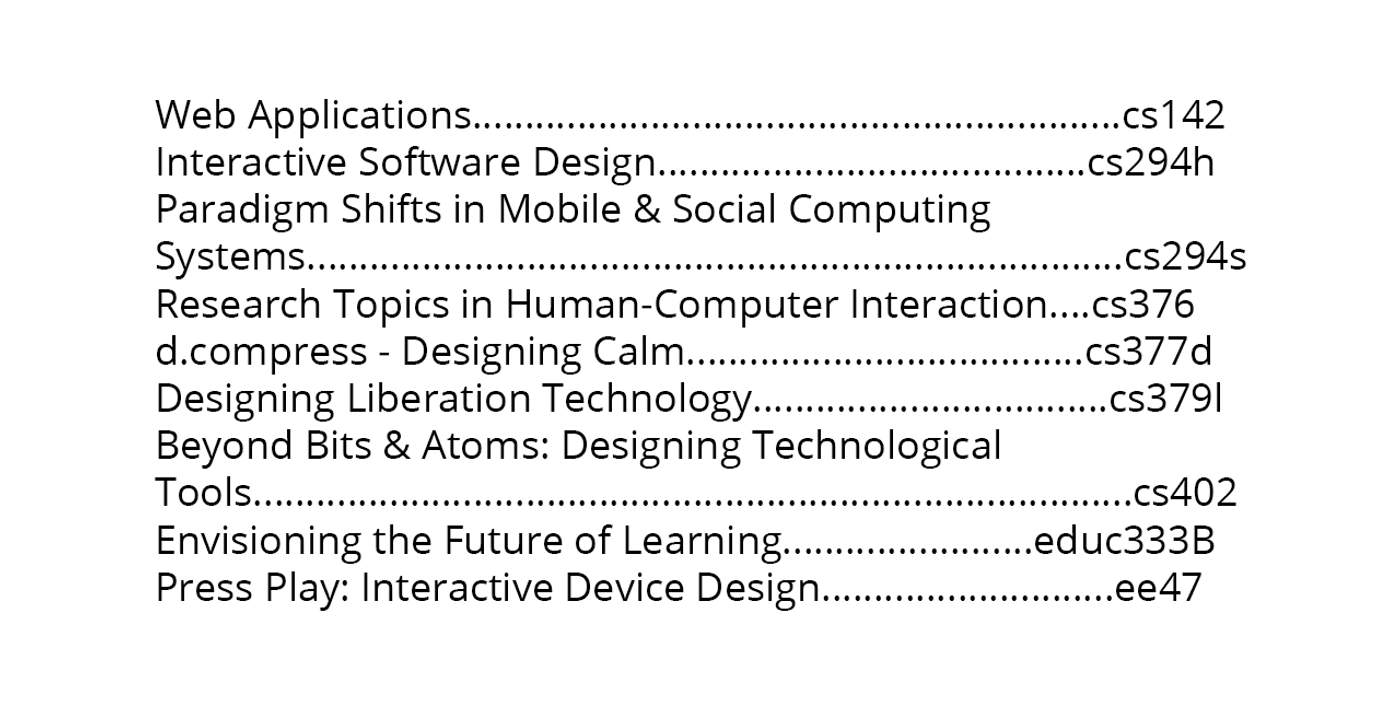 Web Applications..............................................................cs142
Interactive Software Design.........................................cs294h
Paradigm Shifts in Mobile & Social Computing
Systems..............................................................................cs294s
Research Topics in Human-Computer Interaction....cs376
d.compress - Designing Calm......................................cs377d
Designing Liberation Technology..................................cs379l
Beyond Bits & Atoms: Designing Technological
Tools....................................................................................cs402
Envisioning the Future of Learning........................educ333B
Press Play: Interactive Device Design............................ee47